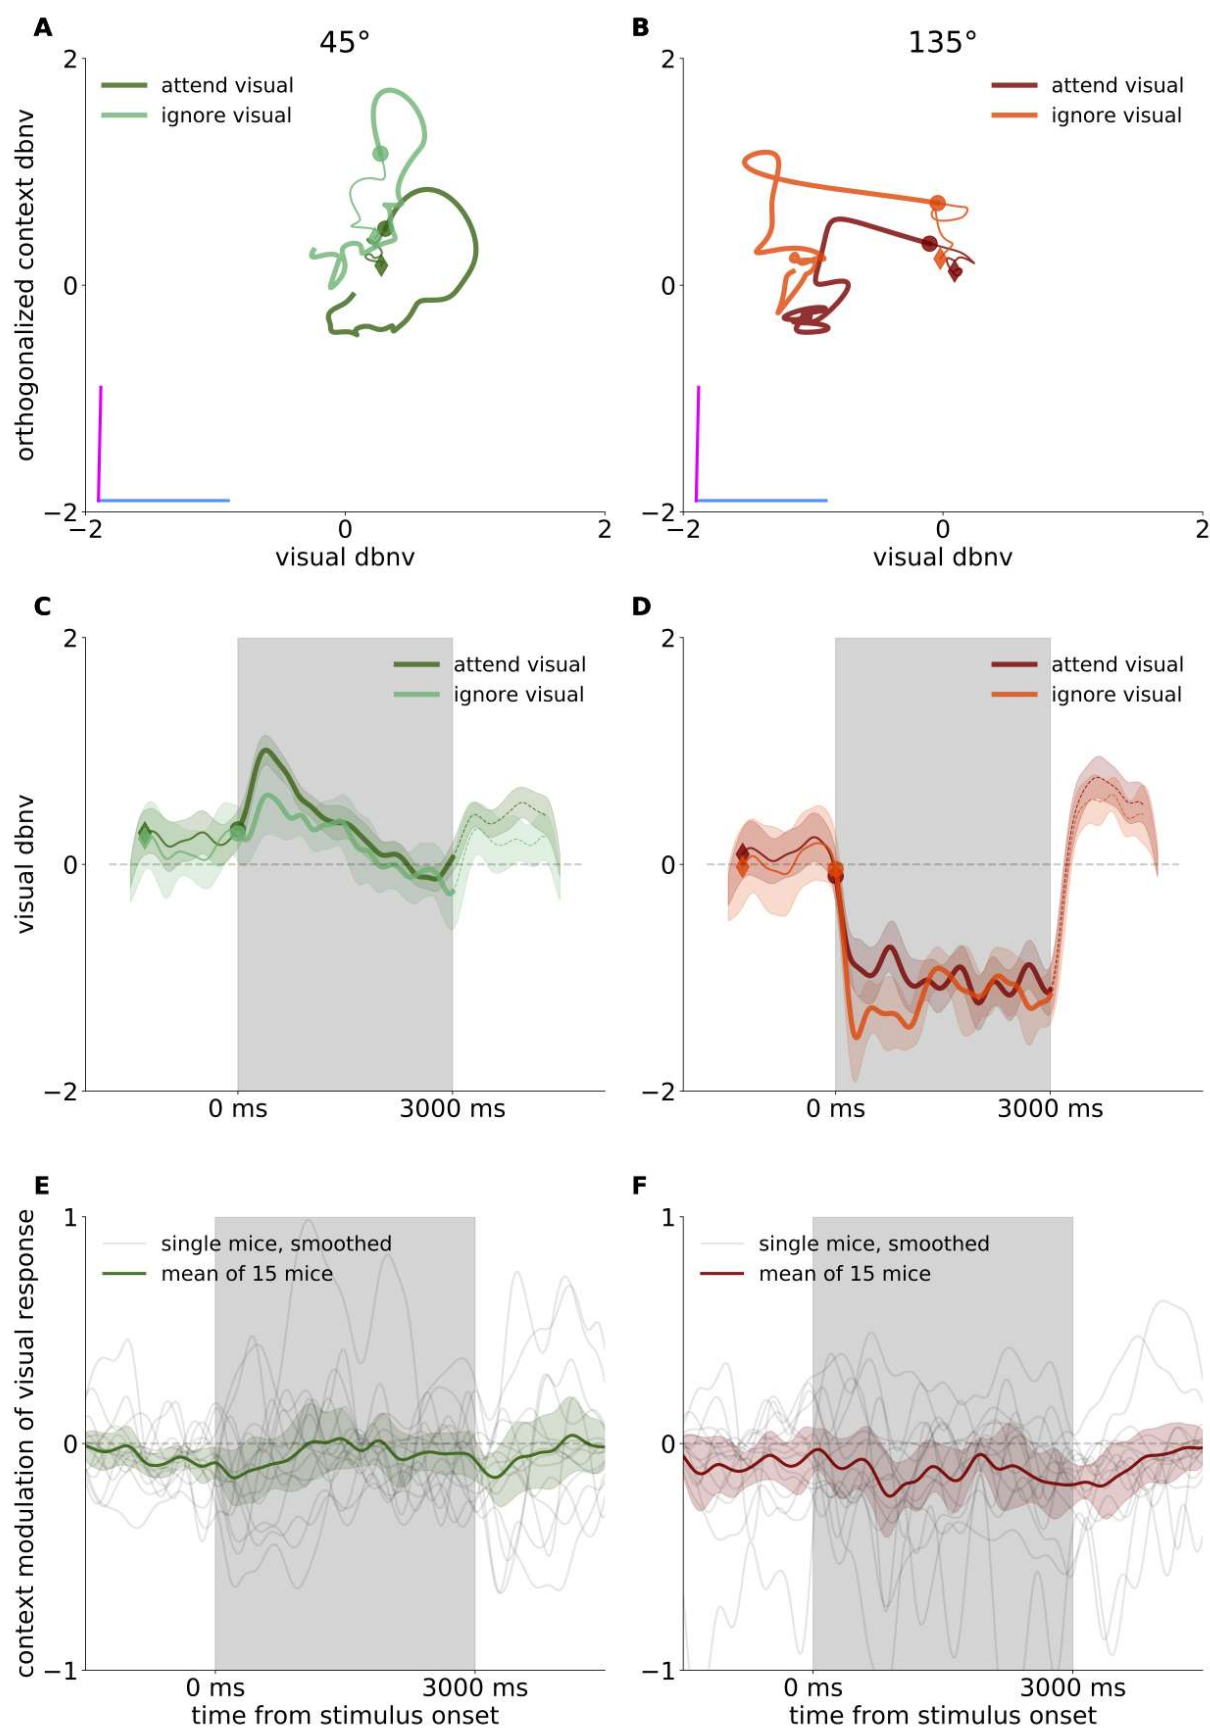 A
45°
2
attend visual
ignore visual
orthogonalized context dbnv
0
−2
−2
0
2
visual dbnv
B
135°
2
attend visual
ignore visual
0
−2
−2
0
2
visual dbnv
C
2
attend visual
ignore visual
visual dbnv
0
−2
0 ms
3000 ms
D
2
attend visual
ignore visual
0
−2
0 ms
3000 ms
E
1
single mice, smoothed
mean of 15 mice
context modulation of visual response
0
−1
0 ms
3000 ms
time from stimulus onset
F
1
single mice, smoothed
mean of 15 mice
0
−1
0 ms
3000 ms
time from stimulus onset